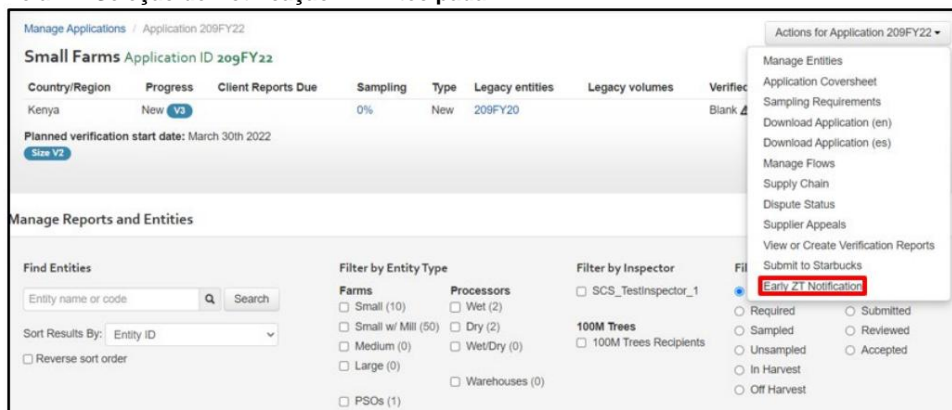 Manage Applications / Application 209FY22
Actions for Application 209FY22
Small Farms Application ID 209FY22
Country/Region Progress Client Reports Due Sampling Type Legacy entities Legacy volumes Verified
Kenya New V3 0% New 209FY20 Blank
Planned verification start date: March 30th 2022
Size V2
Manage Entities
Application Coversheet
Sampling Requirements
Download Application (en)
Download Application (es)
Manage Flows
Supply Chain
Dispute Status
Supplier Appeals
View or Create Verification Reports
Submit to Starbucks
Early ZT Notification
Manage Reports and Entities
Find Entities
Entity name or code Search
Sort Results By: Entity ID
Reverse sort order
Filter by Entity Type
Farms
Small (10)
Small w/ Mill (50)
Medium (0)
Large (0)
PSOs (1)
Processors
Wet (2)
Dry (2)
Wet/Dry (0)
Warehouses (0)
Filter by Inspector
SCS_TestInspector_1
100M Trees
100M Trees Recipients
Required
Sampled
Unsampled
In Harvest
Off Harvest
Submitted
Reviewed
Accepted